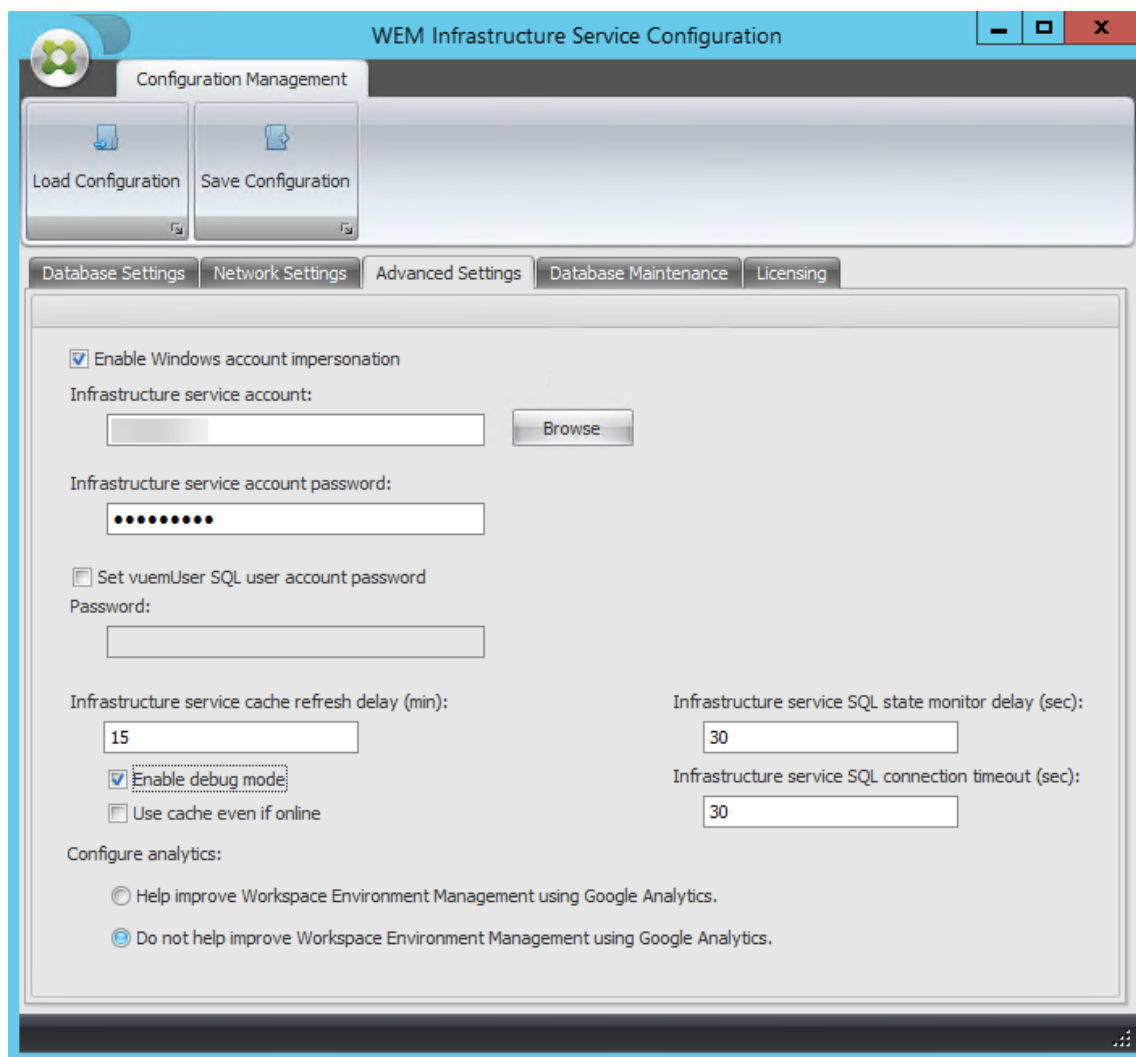 WEM Infrastructure Service Configuration
Configuration Management
Load Configuration
Save Configuration
Database Settings
Network Settings
Advanced Settings
Database Maintenance
Licensing
Enable Windows account impersonation
Infrastructure service account:
Browse
Infrastructure service account password:
•••••••••
Set vuemUser SQL user account password
Password:
Infrastructure service cache refresh delay (min):
15
Enable debug mode
Use cache even if online
Infrastructure service SQL state monitor delay (sec):
30
Infrastructure service SQL connection timeout (sec):
30
Configure analytics:
Help improve Workspace Environment Management using Google Analytics.
Do not help improve Workspace Environment Management using Google Analytics.